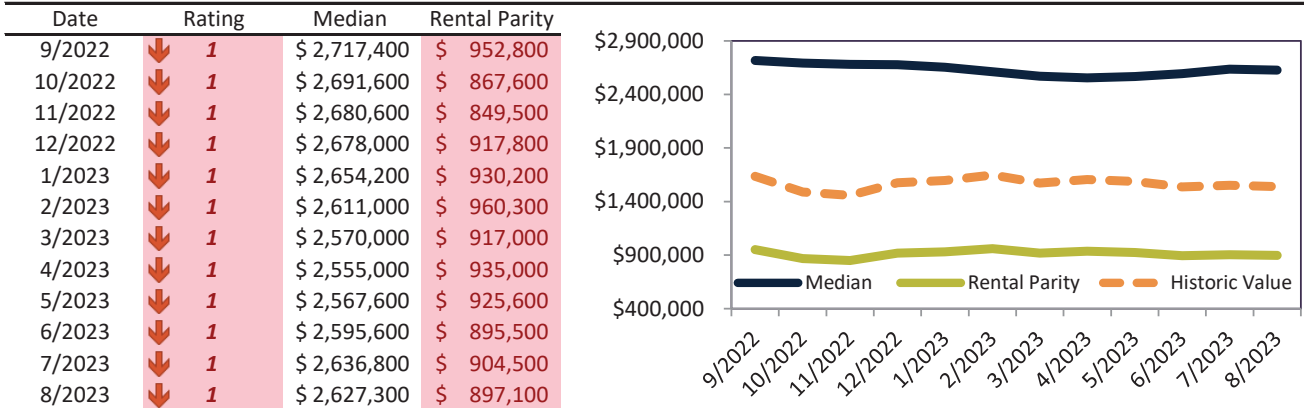 Date Rating Median Rental Parity
9/2022 1 $ 2,717,400 $ 952,800
10/2022 1 $ 2,691,600 $ 867,600
11/2022 1 $ 2,680,600 $ 849,500
12/2022 1 $ 2,678,000 $ 917,800
1/2023 1 $ 2,654,200 $ 930,200
2/2023 1 $ 2,611,000 $ 960,300
3/2023 1 $ 2,570,000 $ 917,000
4/2023 1 $ 2,555,000 $ 935,000
5/2023 1 $ 2,567,600 $ 925,600
6/2023 1 $ 2,595,600 $ 895,500
7/2023 1 $ 2,636,800 $ 904,500
8/2023 1 $ 2,627,300 $ 897,100
$2,900,000
$2,400,000
$1,900,000
$1,400,000
$900,000
$400,000
Median Rental Parity Historic Value
9/2022 10/2022 11/2022 12/2022 1/2023 2/2023 3/2023 4/2023 5/2023 6/2023 7/2023 8/2023